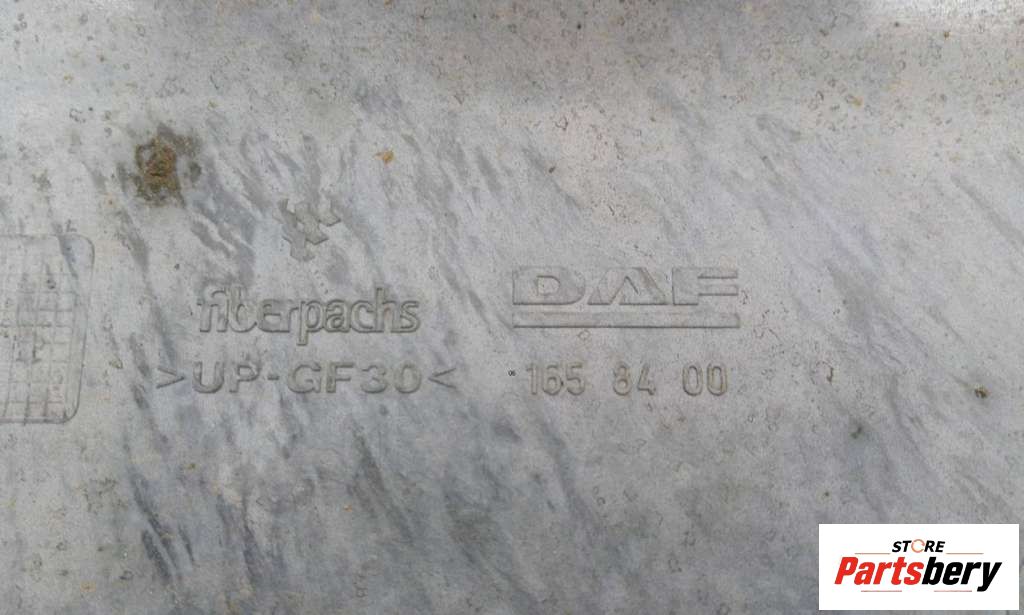 fiberpachs
>UP-GF30<
DAF
165 84 00
STORE
Partsbery